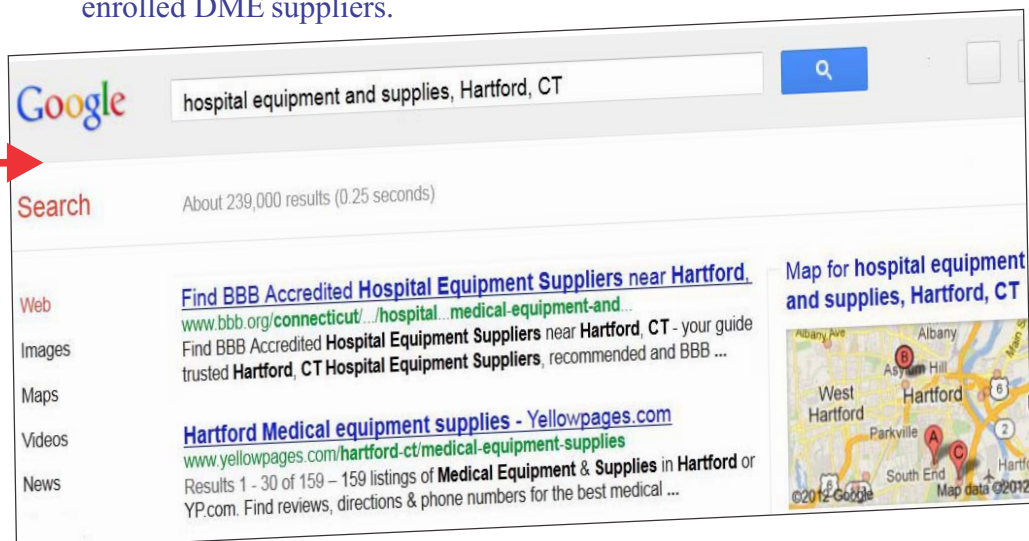 enrolled DME suppliers.
Google
hospital equipment and supplies, Hartford, CT
Search
About 239,000 results (0.25 seconds)
Web
Images
Maps
Videos
News
Find BBB Accredited Hospital Equipment Suppliers near Hartford,
www.bbb.org/connecticut/.../hospital...medical-equipment-and...
Find BBB Accredited Hospital Equipment Suppliers near Hartford, CT - your guide
trusted Hartford, CT Hospital Equipment Suppliers, recommended and BBB ...
Hartford Medical equipment supplies - Yellowpages.com
www.yellowpages.com/hartford-ct/medical-equipment-supplies
Results 1 - 30 of 159 – 159 listings of Medical Equipment & Supplies in Hartford or
YP.com. Find reviews, directions & phone numbers for the best medical ...
Map for hospital equipment
and supplies, Hartford, CT
Albany Ave
Albany
Main S
B
Asylum Hill
West
Hartford
Hartford
6
2
Parkville
A
C
South End
Hartfo
6
©2012 Google
Map data ©2012